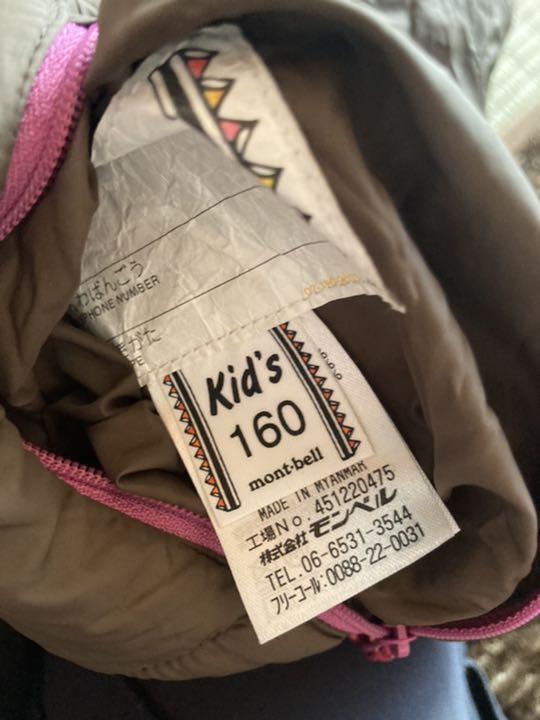 わばんごう
PHONE NUMBER
がた
Kid's
160
mont-bell
MADE IN MYANMAR
工場No. 451220475
株式会社 モンベル
TEL. 06-6531-3544
フリーコール:0088-22-0031